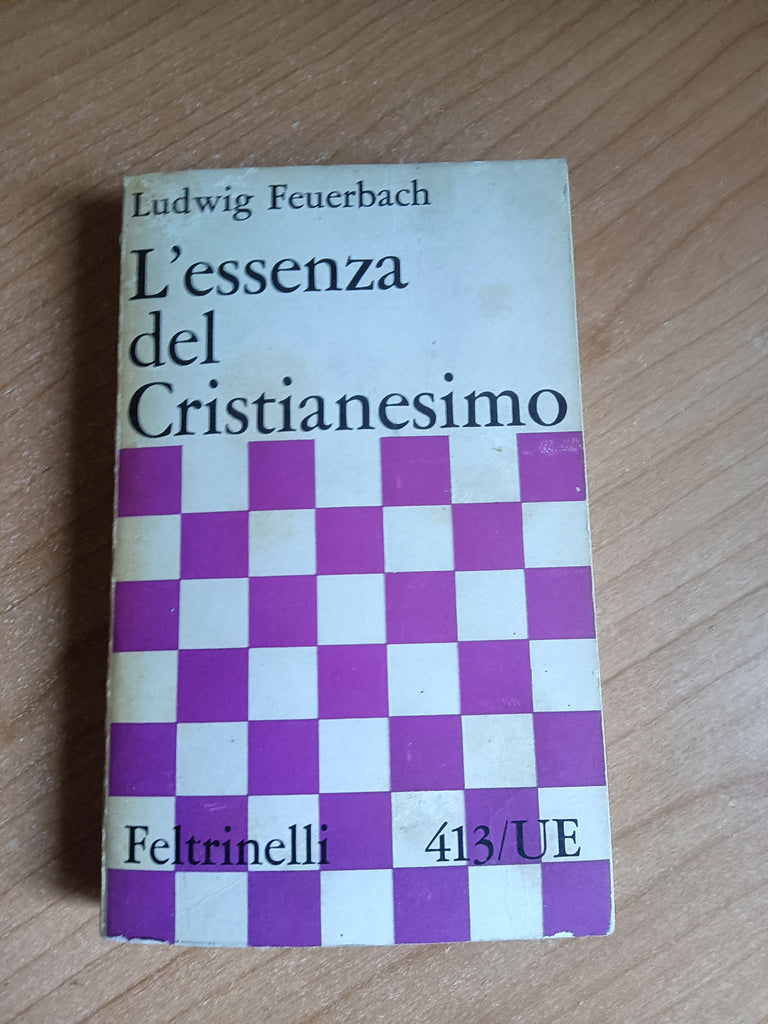 Ludwig Feuerbach
L'essenza
del
Cristianesimo
Feltrinelli 413/UE